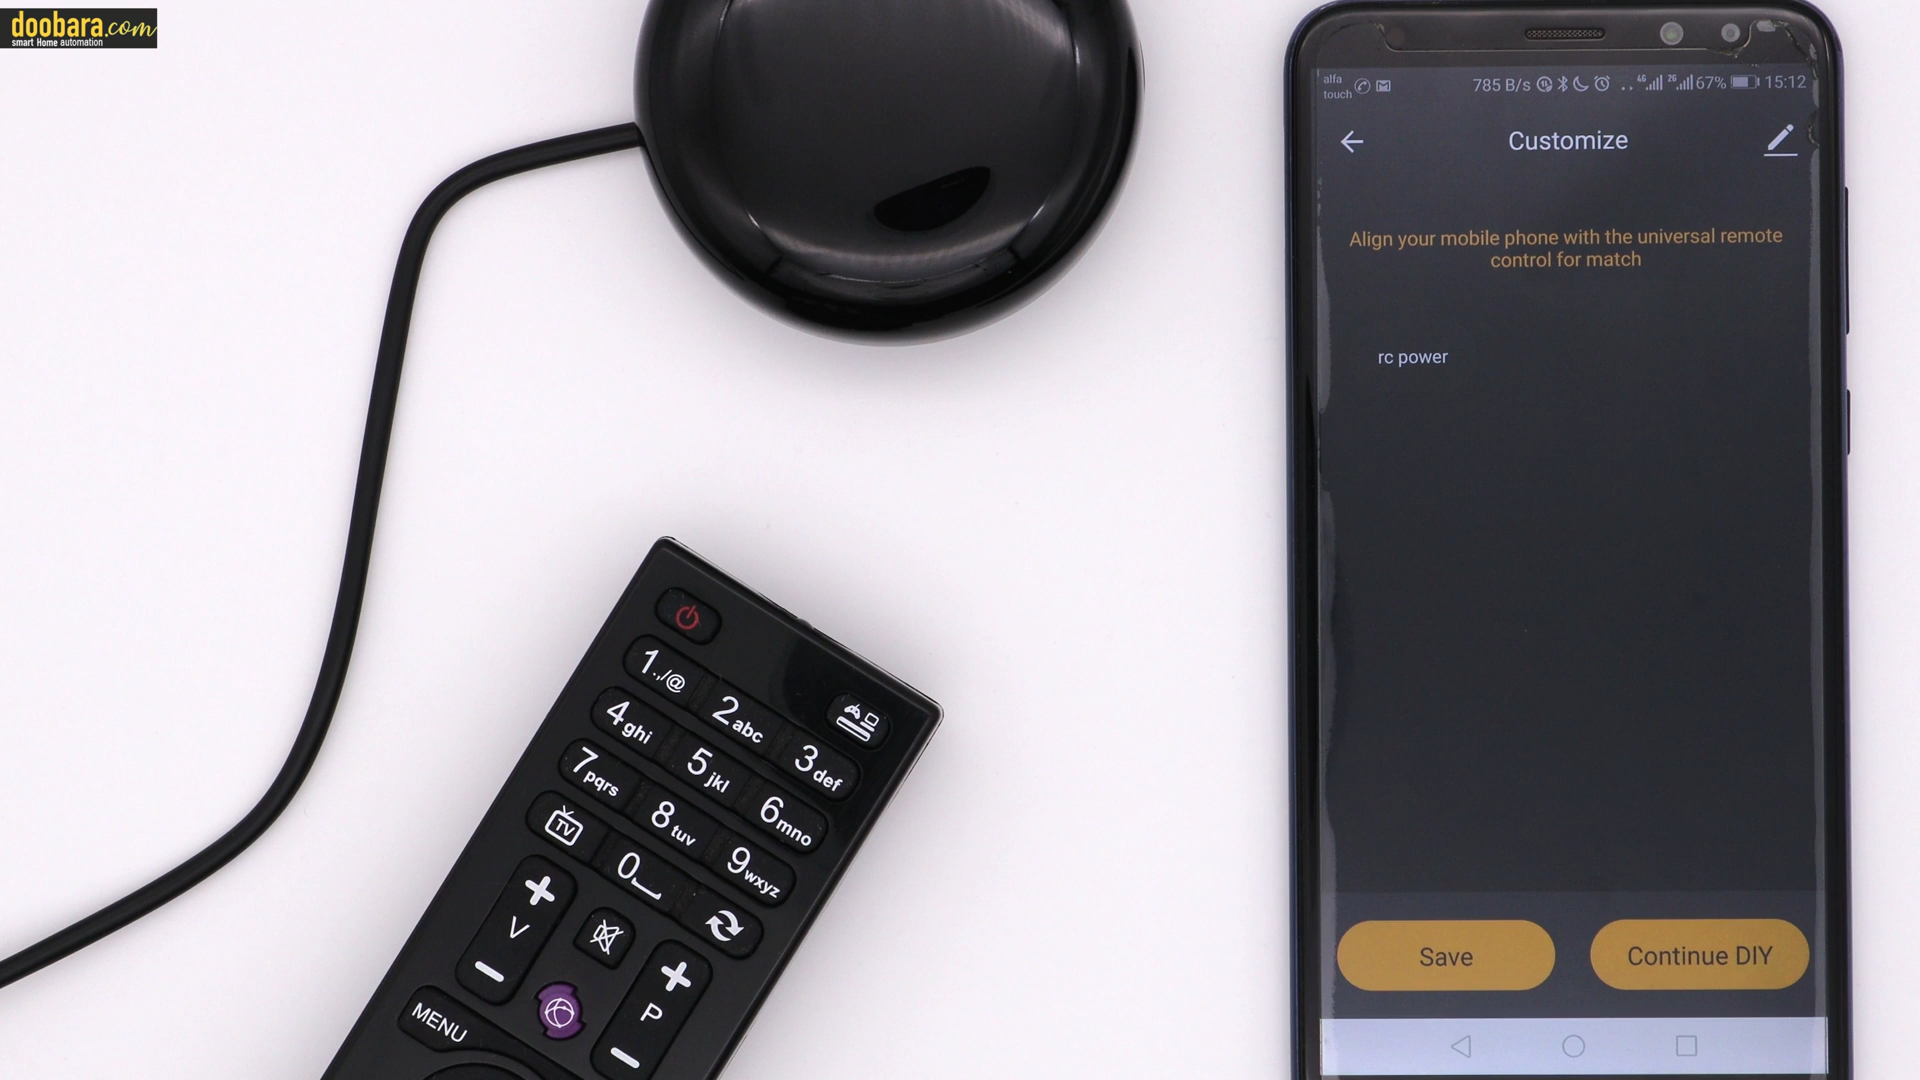 doobara.com
smart Home automation
alfa
touch
785 B/s 4G 2G 67% 15:12
Customize
Align your mobile phone with the universal remote
control for match
rc power
Save Continue DIY
1.,/@
2abc
3def
4ghi
5jkl
6mno
7pqrs
8tuv
9wxyz
TV
0
+
V
-
+
P
-
MENU